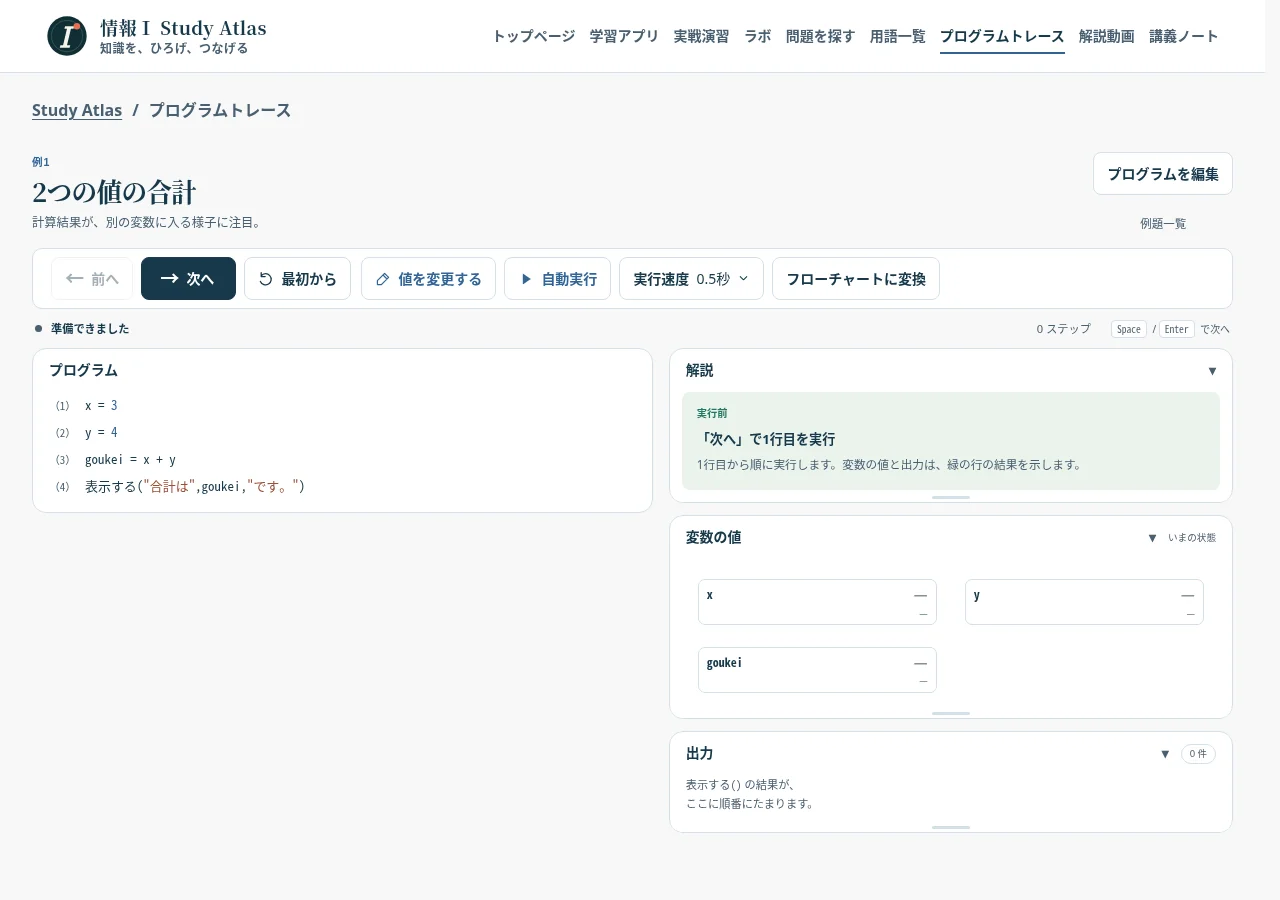 情報 I Study Atlas
知識を、ひろげ、つなげる
トップページ 学習アプリ 実戦演習 ラボ 問題を探す 用語一覧 プログラムトレース 解説動画 講義ノート
Study Atlas / プログラムトレース
例1
2つの値の合計
計算結果が、別の変数に入る様子に注目。
プログラムを編集
例題一覧
← 前へ → 次へ 最初から 値を変更する 自動実行 実行速度 0.5秒 フローチャートに変換
準備できました
0 ステップ Space / Enter で次へ
プログラム
(1) x = 3
(2) y = 4
(3) goukei = x + y
(4) 表示する("合計は",goukei,"です。")
解説 ▼
実行前
「次へ」で1行目を実行
1行目から順に実行します。変数の値と出力は、緑の行の結果を示します。
変数の値 ▼ いまの状態
x —
—
y —
—
goukei —
—
出力 ▼ 0 件
表示する() の結果が、
ここに順番にたまります。